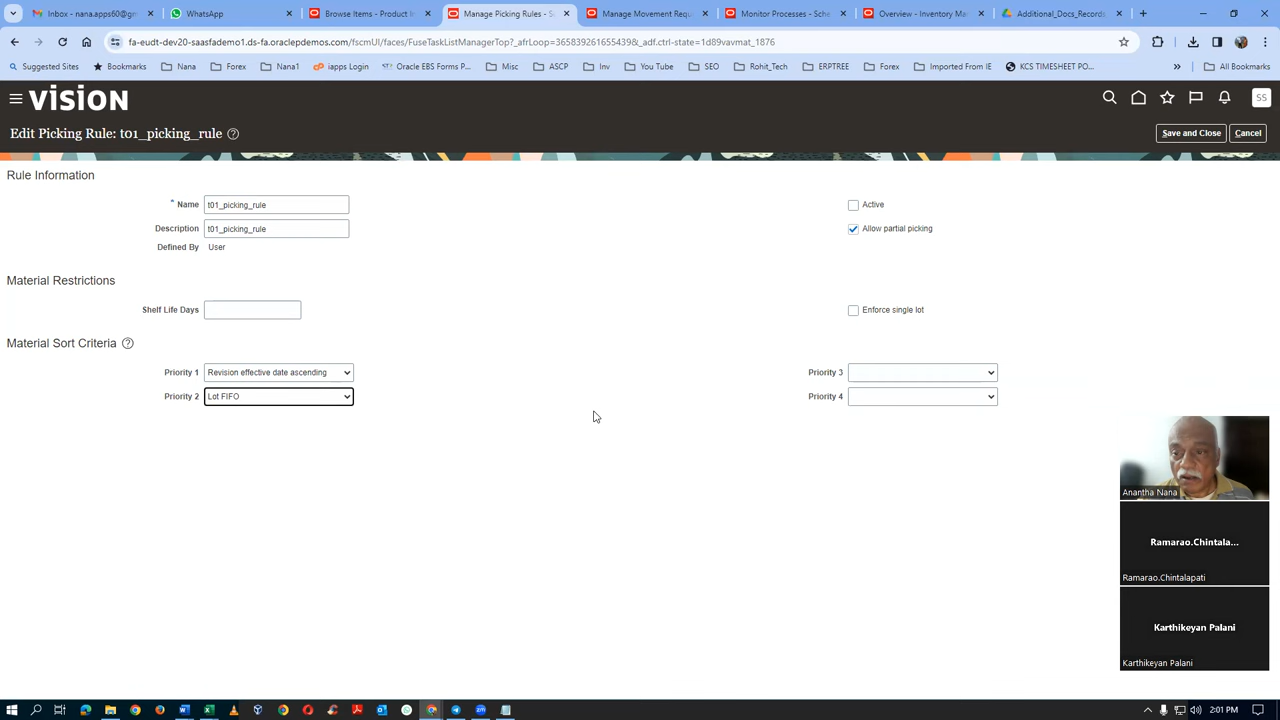 Inbox - nana.apps60@gm
WhatsApp
Browse Items - Product I
Manage Picking Rules - S
Manage Movement Requ
Monitor Processes - Sche
Overview - Inventory Ma
Additional_Docs_Records
fa-eudt-dev20-saasfademo1.ds-fa.oraclepdemos.com/fscmUI/faces/FuseTaskListManagerTop?_afrLoop=365839261655439&_adf.ctrl-state=1d89vavmat_1876
Suggested Sites
Bookmarks
Nana
Forex
Nana1
iapps Login
Oracle EBS Forms P...
Misc
ASCP
Inv
You Tube
SEO
Rohit_Tech
ERPTREE
Forex
Imported From IE
KCS TIMESHEET PO...
»
All Bookmarks
VISION
SS
Edit Picking Rule: t01_picking_rule
Save and Close
Cancel
Rule Information
* Name t01_picking_rule
Active
Description t01_picking_rule
Allow partial picking
Defined By User
Material Restrictions
Shelf Life Days
Enforce single lot
Material Sort Criteria
Priority 1 Revision effective date ascending
Priority 3
Priority 2 Lot FIFO
Priority 4
Anantha Nana
Ramarao.Chintala...
Ramarao.Chintalapati
Karthikeyan Palani
Karthikeyan Palani
2:01 PM